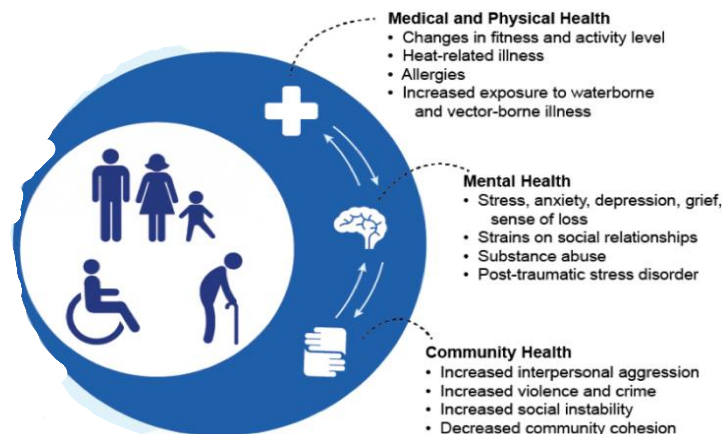 Medical and Physical Health
• Changes in fitness and activity level
• Heat-related illness
• Allergies
• Increased exposure to waterborne
and vector-borne illness
Mental Health
• Stress, anxiety, depression, grief,
sense of loss
• Strains on social relationships
• Substance abuse
• Post-traumatic stress disorder
Community Health
• Increased interpersonal aggression
• Increased violence and crime
• Increased social instability
• Decreased community cohesion